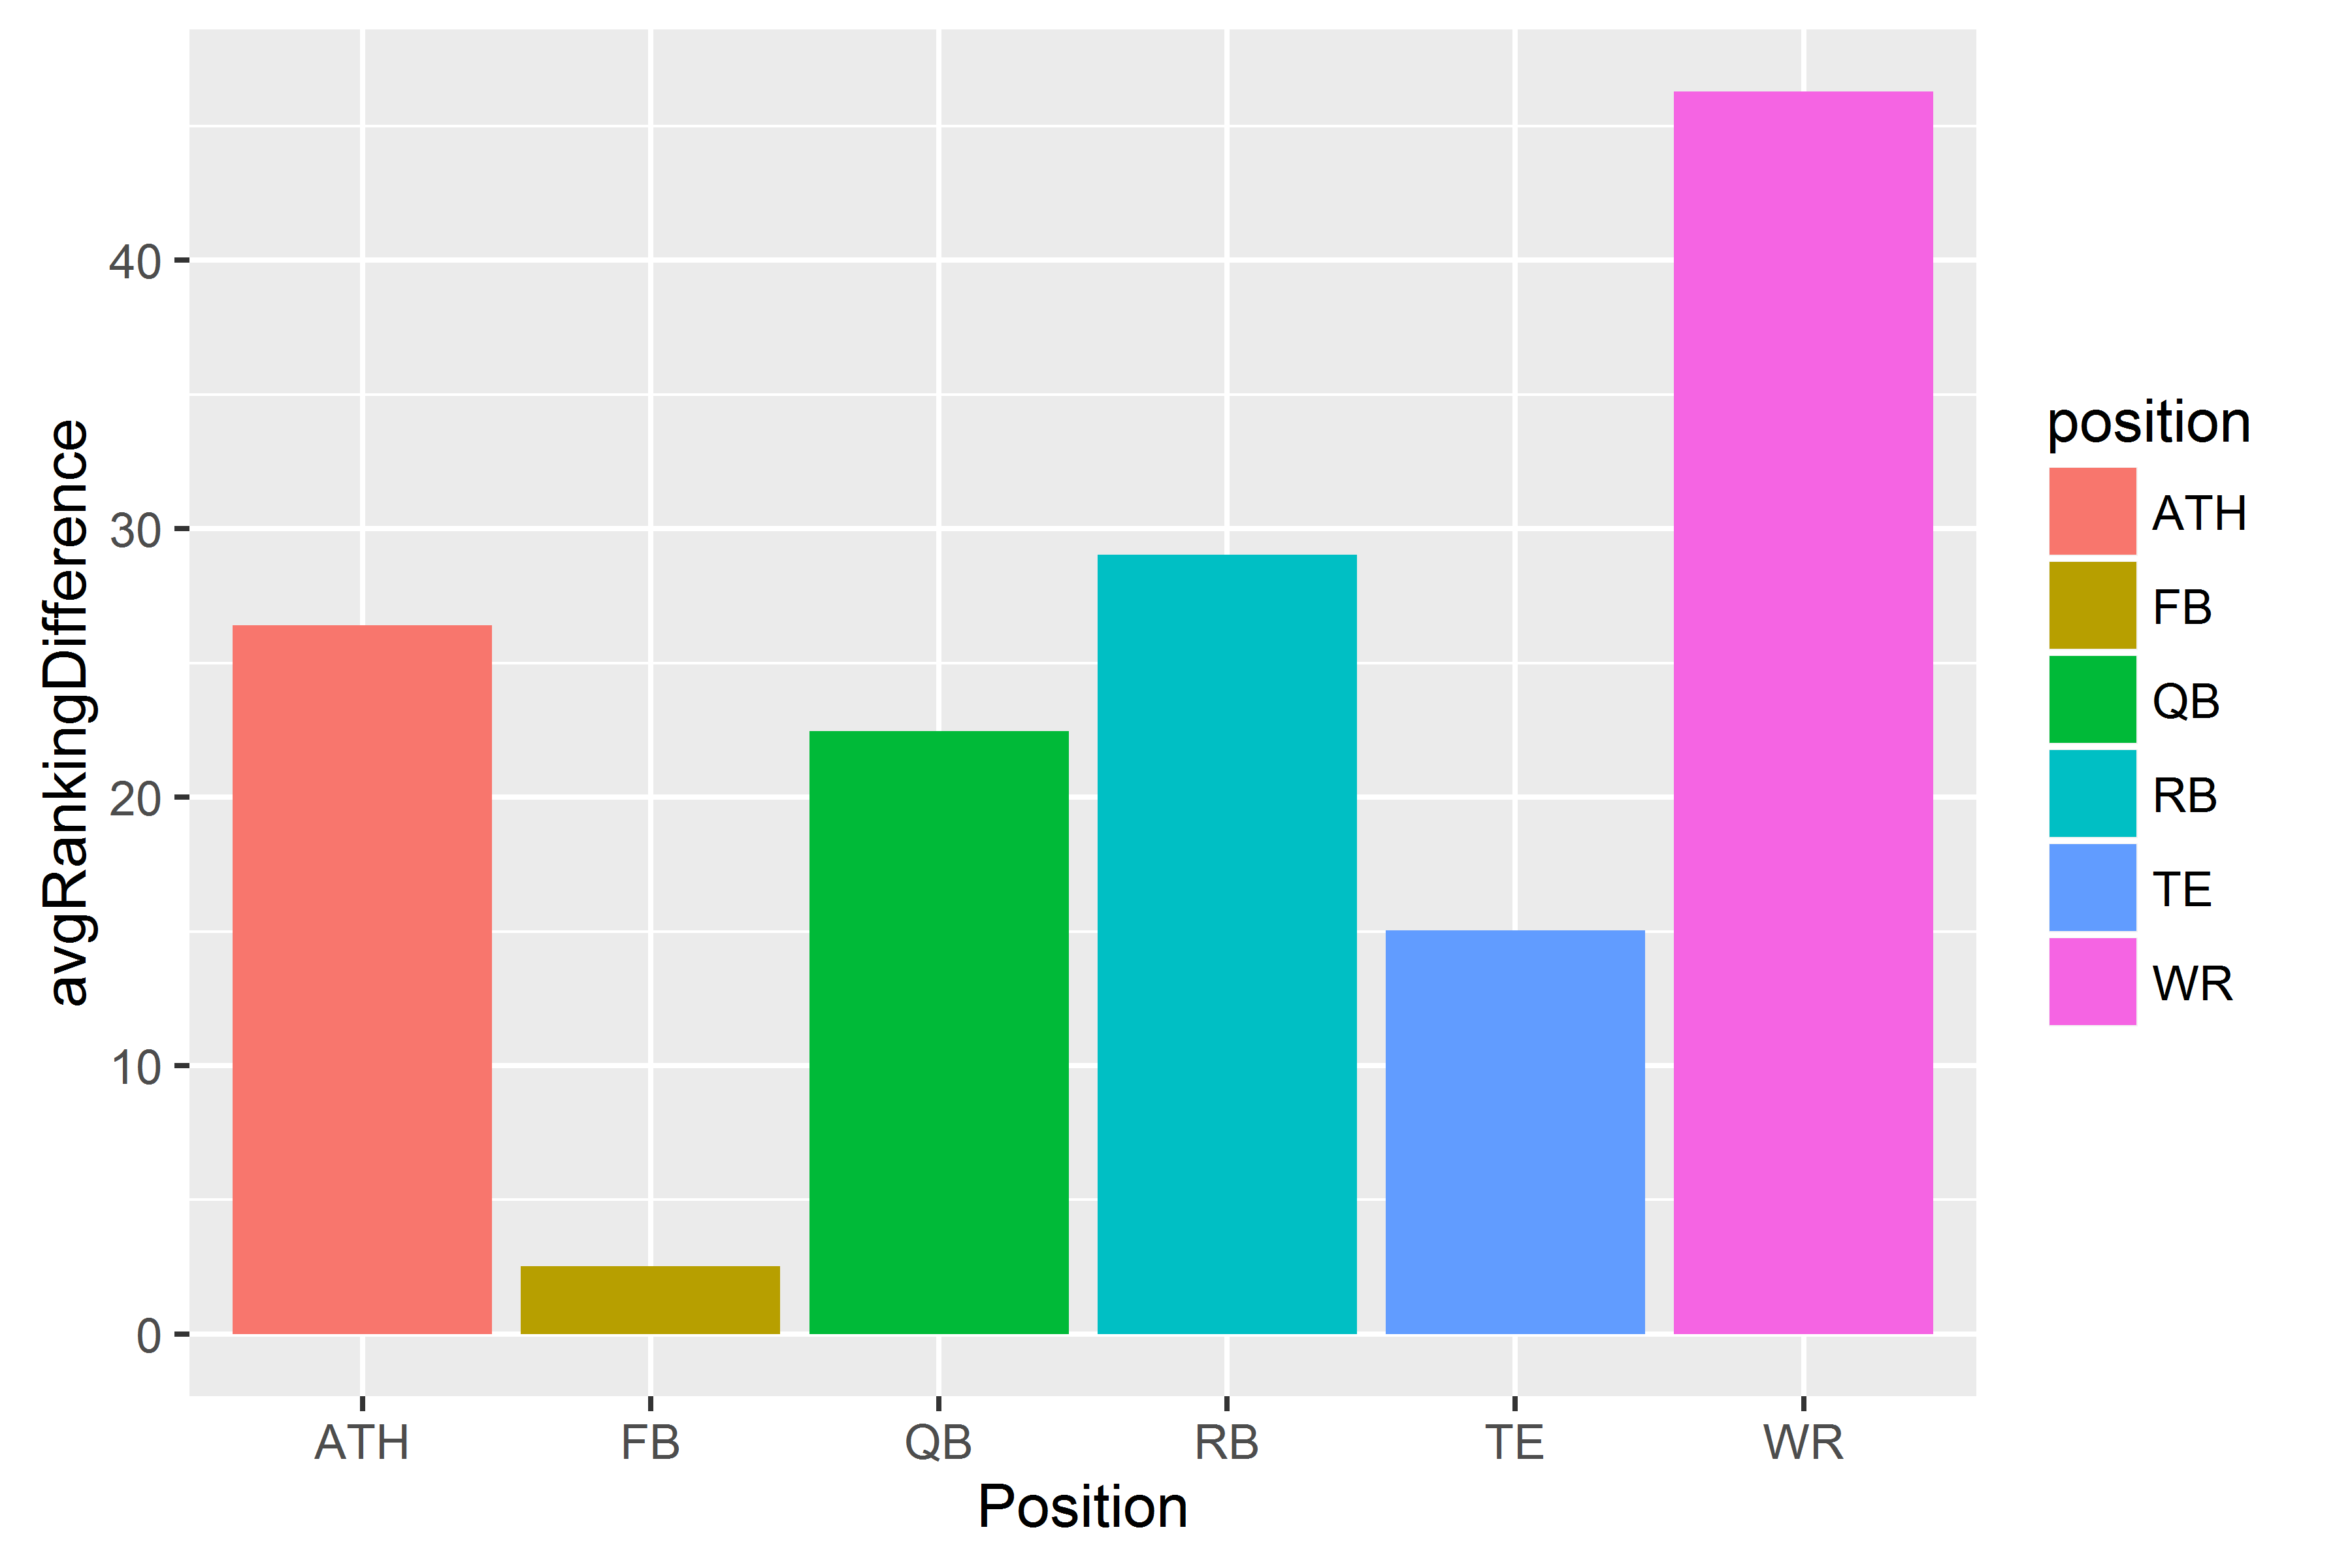 avgRankingDifference
40
30
20
10
0
ATH
FB
QB
RB
TE
WR
Position
position
ATH
FB
QB
RB
TE
WR